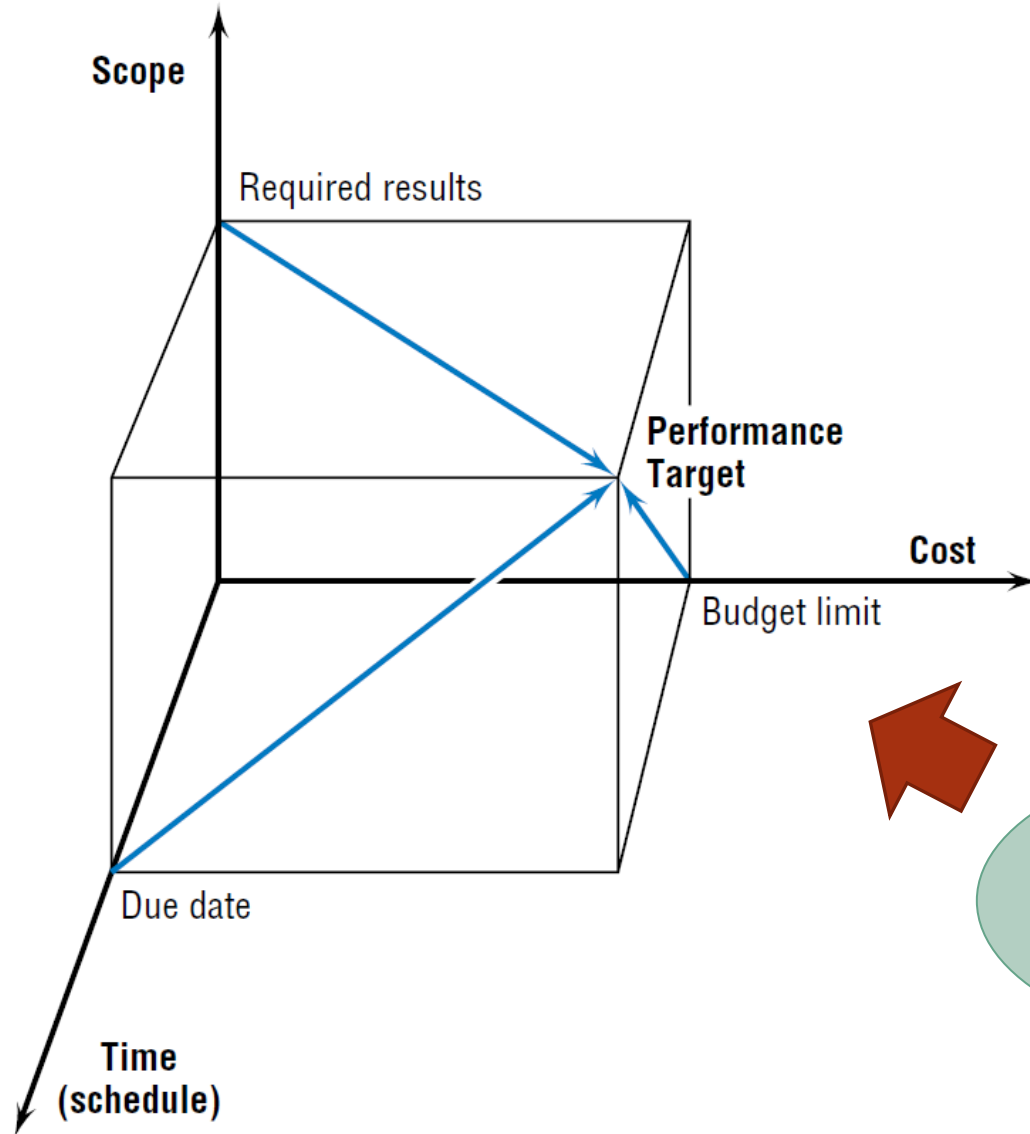 Scope
Required results
Performance
Target
Cost
Budget limit
Due date
Time
(schedule)